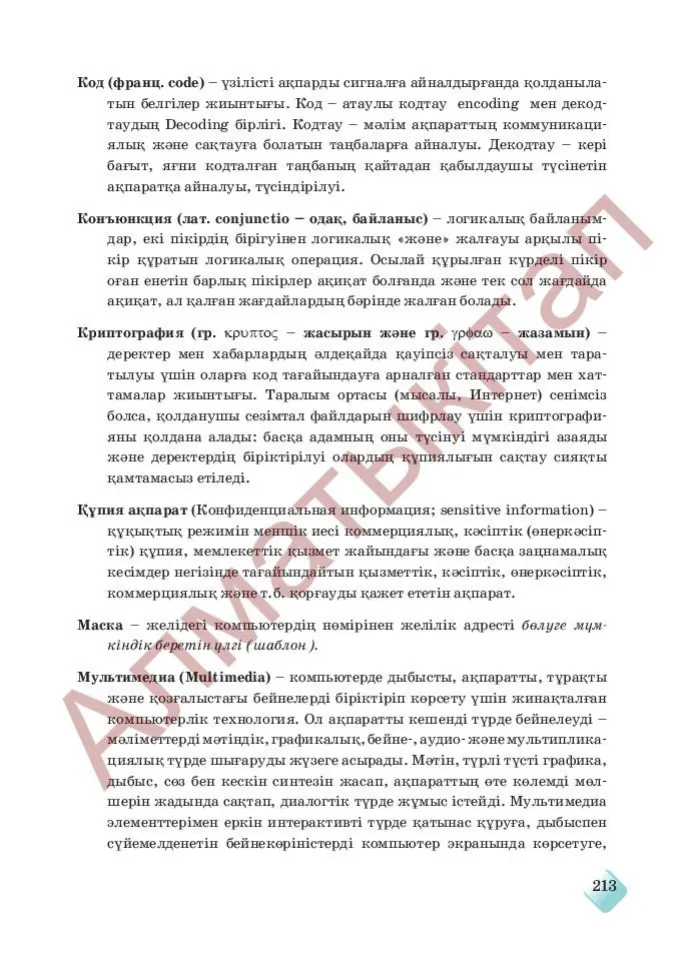 Код (франц. code) – үзілісті ақпарды сигналға айналдырғанда қолданыла-
тын белгілер жиынтығы. Код – атаулы кодтау encoding мен декод-
таудың Decoding бірлігі. Кодтау – мәлім ақпараттың коммуникаци-
ялық және сақтауға болатын таңбаларға айналуы. Декодтау – кері
бағыт, яғни кодталған таңбаның қайтадан қабылдаушы түсінетін
ақпаратқа айналуы, түсіндірілуі.
Конъюнкция (лат. conjunctio – одақ, байланыс) – логикалық байланым-
дар, екі пікірдің бірігуінен логикалық «және» жалғауы арқылы пі-
кір құратын логикалық операция. Осылай құрылған күрделі пікір
оған енетін барлық пікірлер ақиқат болғанда және тек сол жағдайда
ақиқат, ал қалған жағдайлардың бәрінде жалған болады.
Криптография (гр. κρυπτος – жасырын және гр. γρφαω – жазамын) –
деректер мен хабарлардың әлдеқайда қауіпсіз сақталуы мен тара-
тылуы үшін оларға код тағайындауға арналған стандарттар мен хат-
тамалар жиынтығы. Таралым ортасы (мысалы, Интернет) сенімсіз
болса, қолданушы сезімтал файлдарын шифрлау үшін криптографи-
яны қолдана алады: басқа адамның оны түсінуі мүмкіндігі азаяды
және деректердің біріктірілуі олардың құпиялығын сақтау сияқты
қамтамасыз етіледі.
Құпия ақпарат (Конфиденциальная информация; sensitive information) –
құқықтық режимін меншік иесі коммерциялық, кәсіптік (өнеркәсіп-
тік) құпия, мемлекеттік қызмет жайындағы және басқа заңнамалық
кесімдер негізінде тағайындайтын қызметтік, кәсіптік, өнеркәсіптік,
коммерциялық және т.б. қорғауды қажет ететін ақпарат.
Маска – желідегі компьютердің нөмірінен желілік адресті бөлуге мүм-
кіндік беретін үлгі (шаблон).
Мультимедиа (Multimedia) – компьютерде дыбысты, ақпаратты, тұрақты
және қозғалыстағы бейнелерді біріктіріп көрсету үшін жинақталған
компьютерлік технология. Ол ақпаратты кешенді түрде бейнелеуді –
мәліметтерді мәтіндік, графикалық, бейне-, аудио- және мультиплика-
циялық түрде шығаруды жүзеге асырады. Мәтін, түрлі түсті графика,
дыбыс, сөз бен кескін синтезін жасап, ақпараттың өте көлемді мөл-
шерін жадында сақтап, диалогтік түрде жұмыс істейді. Мультимедиа
элементтерімен еркін интерактивті түрде қатынас құруға, дыбыспен
сүйемелденетін бейнекөріністерді компьютер экранында көрсетуге,
213
Алматыкітап